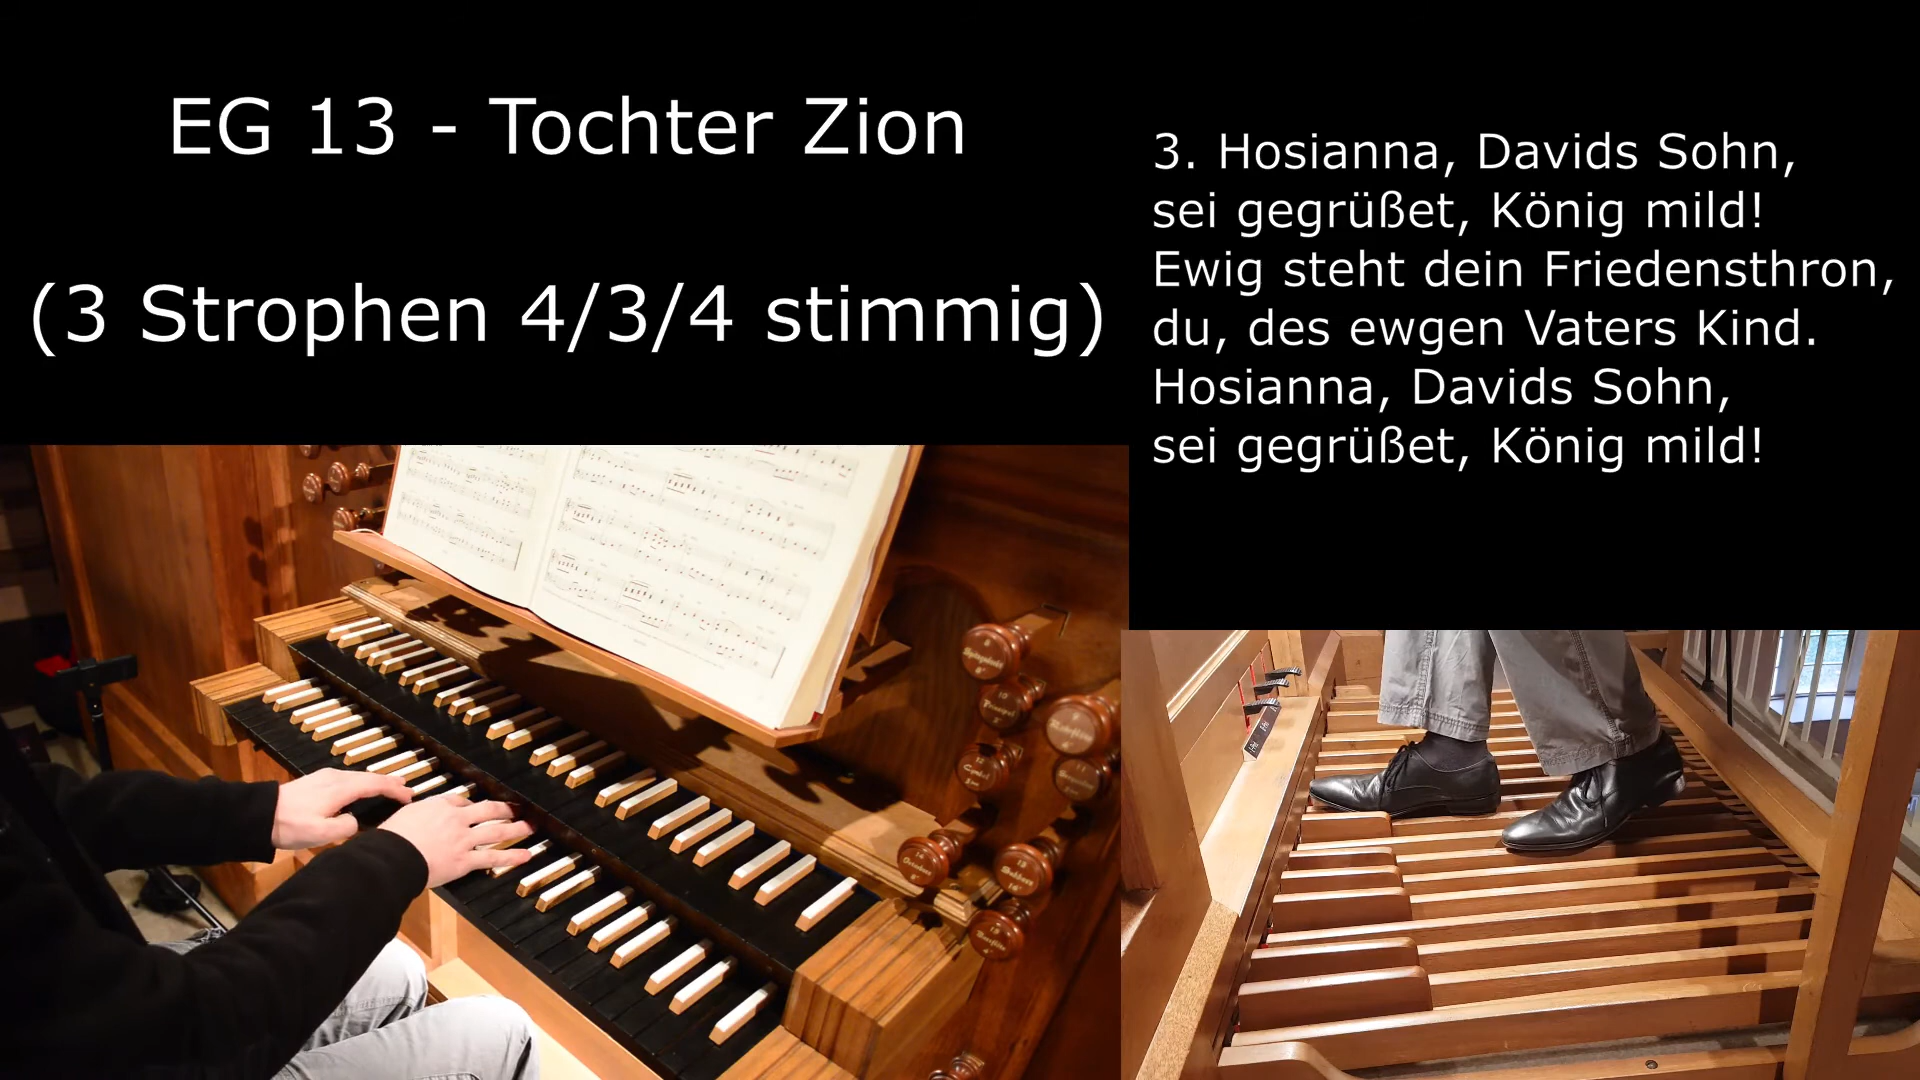 EG 13 - Tochter Zion
(3 Strophen 4/3/4 stimmig)
3. Hosianna, Davids Sohn,
sei gegrüßet, König mild!
Ewig steht dein Friedensthron,
du, des ewgen Vaters Kind.
Hosianna, Davids Sohn,
sei gegrüßet, König mild!